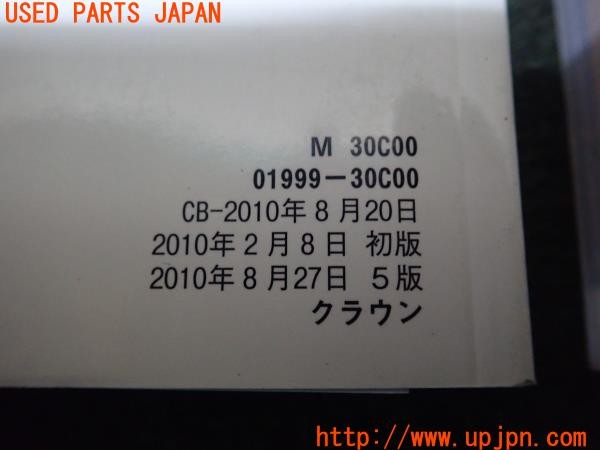 USED PARTS JAPAN
M 30C00
01999-30C00
CB-2010年8月20日
2010年2月8日 初版
2010年8月27日 5版
クラウン
http://www.upjpn.com/